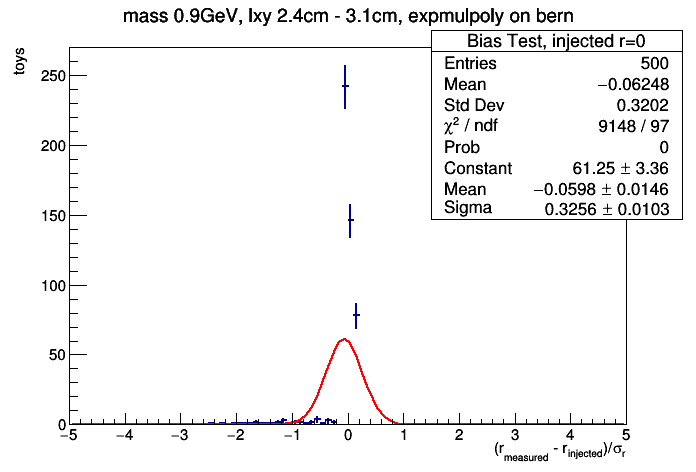 mass 0.9GeV, lxy 2.4cm - 3.1cm, expmulpoly on bern
toys
Bias Test, injected r=0
Entries 500
Mean −0.06248
Std Dev 0.3202
χ² / ndf 9148 / 97
Prob 0
Constant 61.25 ± 3.36
Mean −0.0598 ± 0.0146
Sigma 0.3256 ± 0.0103
250
200
150
100
50
0
−5 −4 −3 −2 −1 0 1 2 3 4 5
(r_measured - r_injected)/σ_r